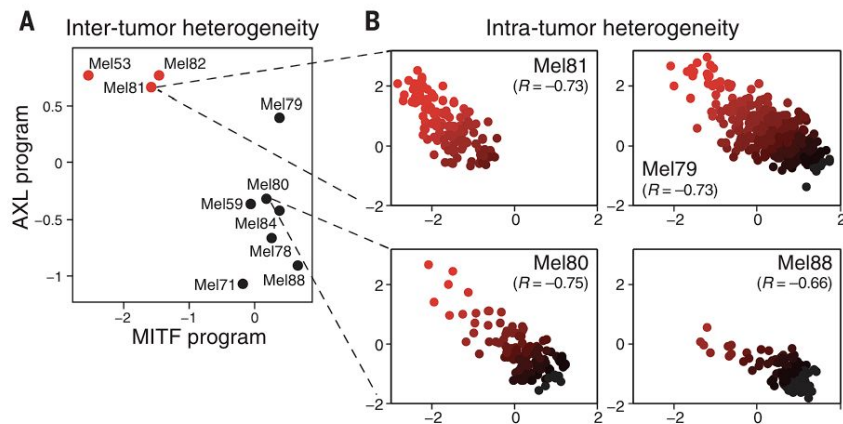 A Inter-tumor heterogeneity
B Intra-tumor heterogeneity
AXL program
0.5
0
−0.5
−1
−2
−1
0
MITF program
Mel53
Mel82
Mel81
Mel79
Mel80
Mel59
Mel84
Mel78
Mel71
Mel88
Mel81
(R = −0.73)
2
0
−2
−2
0
2
Mel79
(R = −0.73)
2
0
−2
−2
0
2
Mel80
(R = −0.75)
2
0
−2
−2
0
Mel88
(R = −0.66)
2
0
−2
−2
0
2